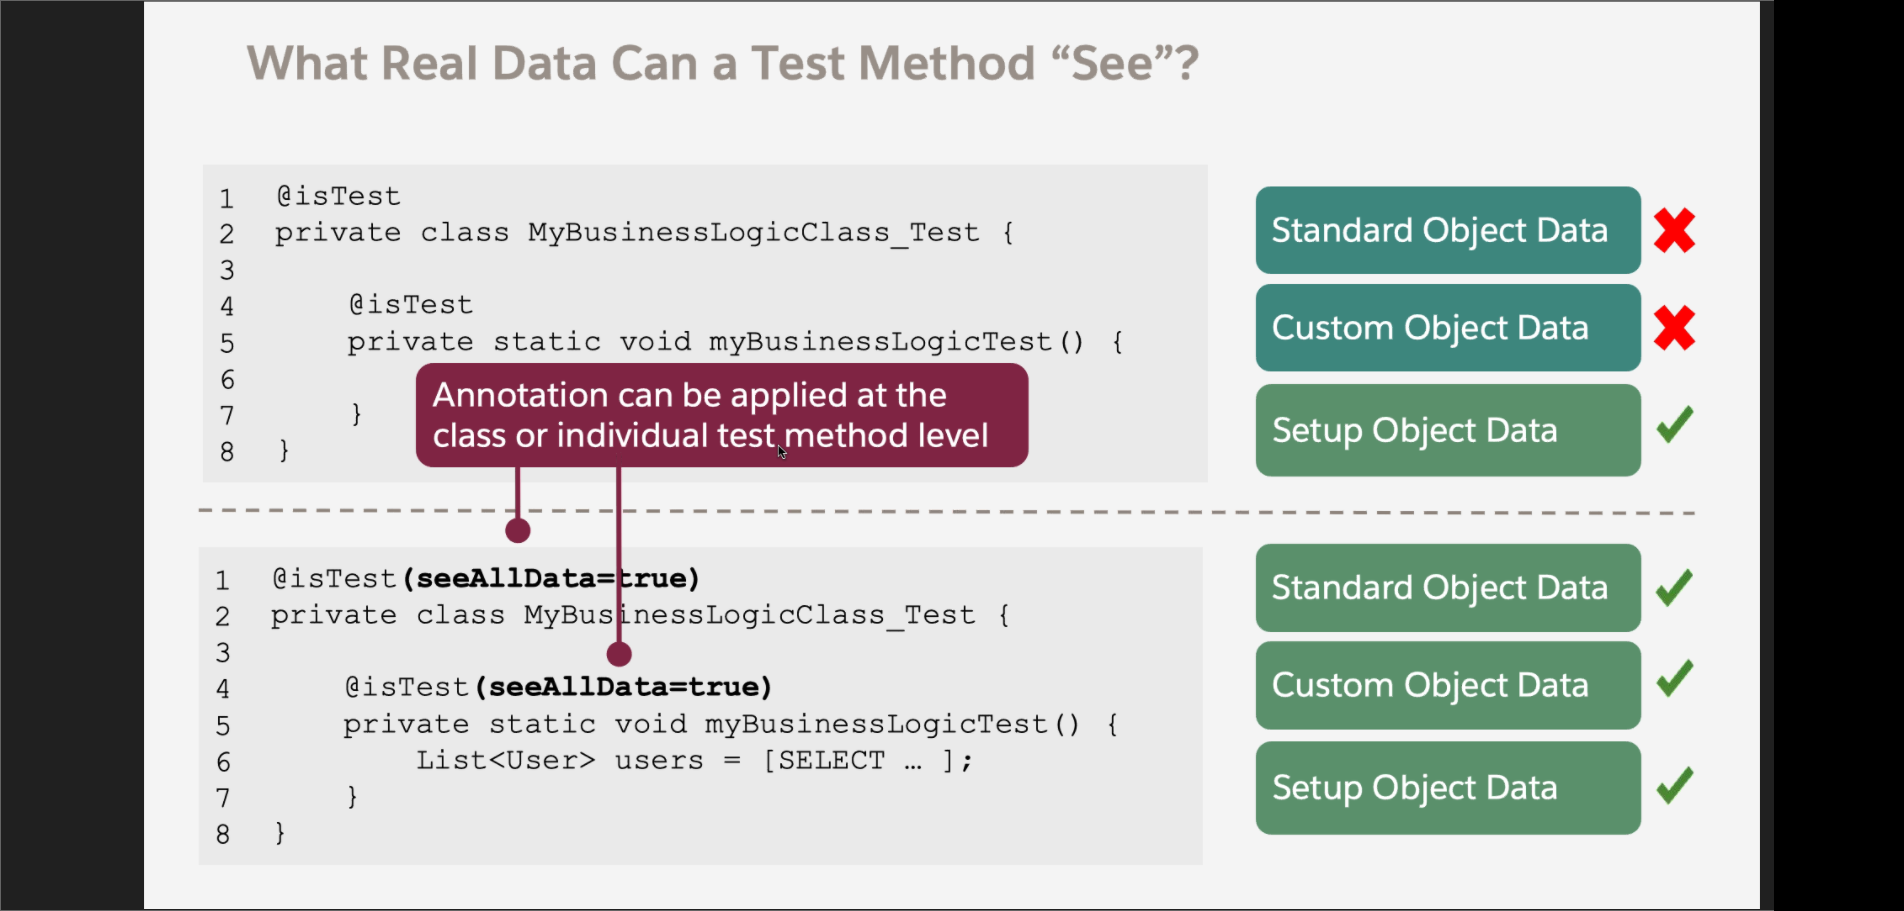 What Real Data Can a Test Method “See”?
1 @isTest
2 private class MyBusinessLogicClass_Test {
3
4 @isTest
5 private static void myBusinessLogicTest() {
6
7 }
8 }
Annotation can be applied at the
class or individual test method level
Standard Object Data
Custom Object Data
Setup Object Data
1 @isTest(seeAllData=true)
2 private class MyBusinessLogicClass_Test {
3
4 @isTest(seeAllData=true)
5 private static void myBusinessLogicTest() {
6 List<User> users = [SELECT … ];
7 }
8 }
Standard Object Data
Custom Object Data
Setup Object Data